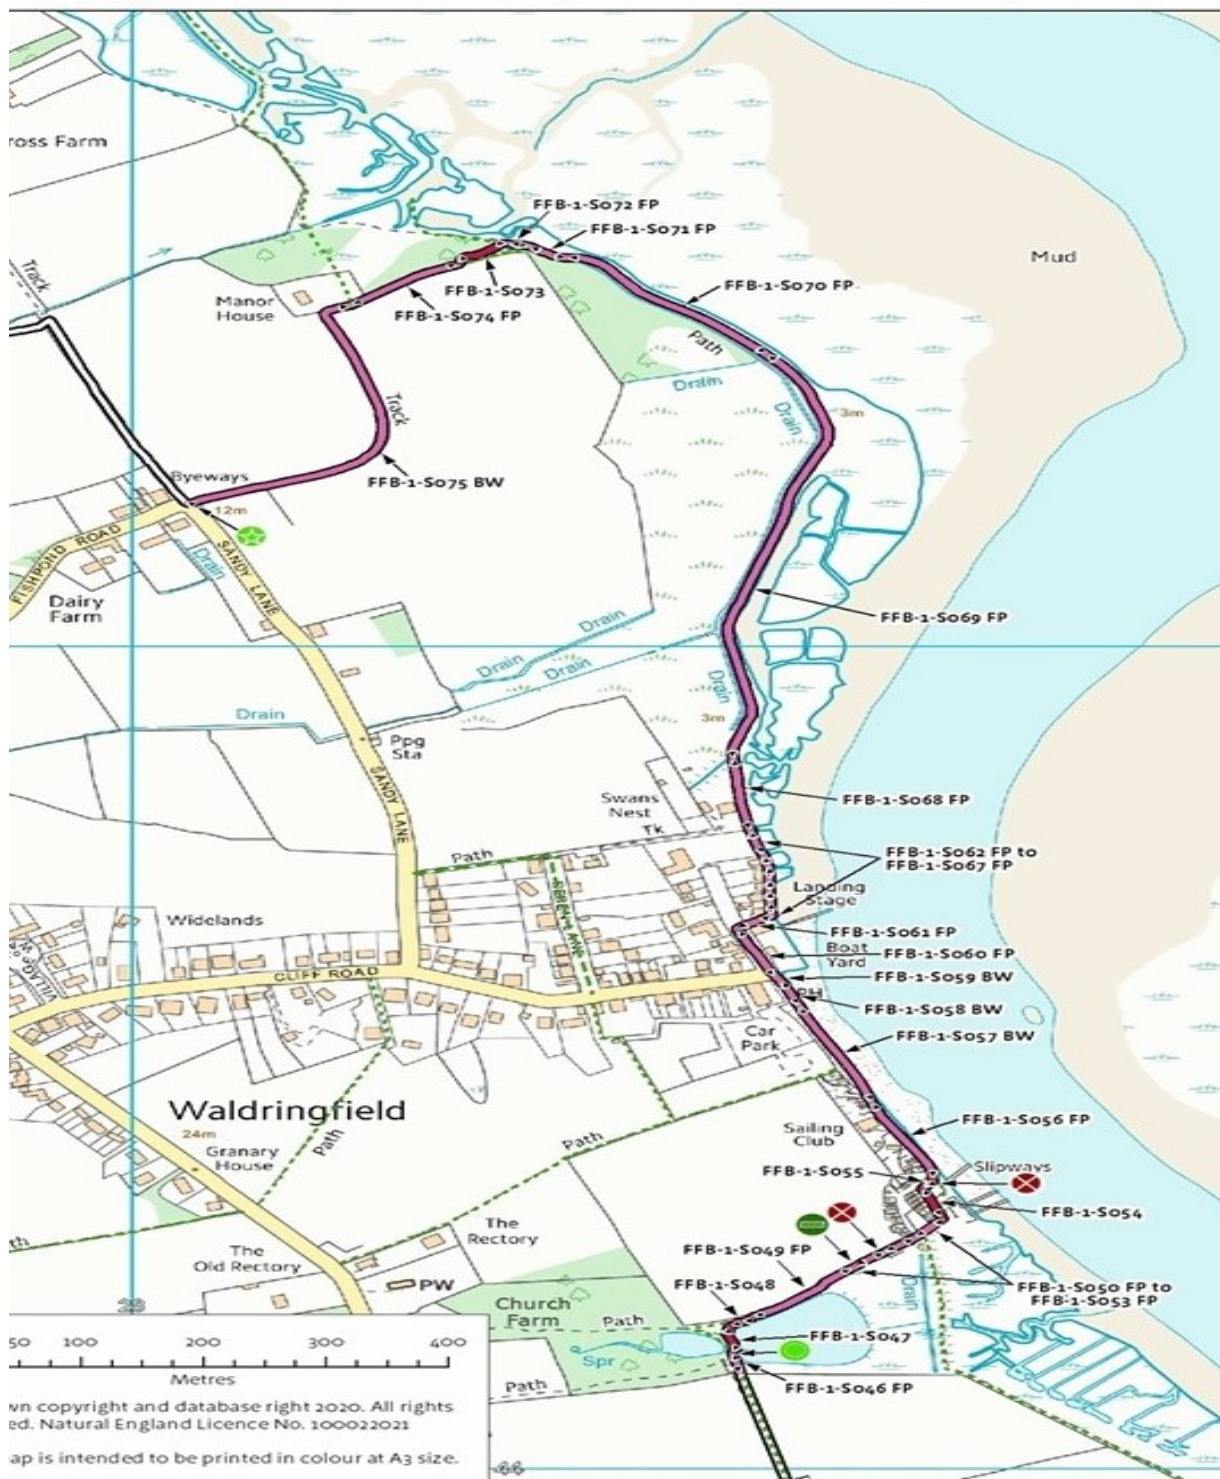 ross Farm
FFB-1-S072 FP
FFB-1-S071 FP
Mud
Track
Manor
House
FFB-1-S073
FFB-1-S070 FP
FFB-1-S074 FP
Path
Drain
Drain
3m
Track
Byeways
FFB-1-S075 BW
12m
FISHPOND ROAD
Drain
SANDY LANE
Dairy
Farm
Drain
FFB-1-S069 FP
Drain
Drain
Drain
Drain
3m
Ppg
Sta
SANDY LANE
Swans
Nest
FFB-1-S068 FP
Tk
Path
FFB-1-S062 FP to
FFB-1-S067 FP
Landing
Stage
Widelands
FFB-1-S061 FP
Boat
Yard
FFB-1-S060 FP
CLIFF ROAD
FFB-1-S059 BW
PH
FFB-1-S058 BW
Car
Park
FFB-1-S057 BW
Waldringfield
24m
Granary
House
Path
Path
Sailing
Club
FFB-1-S056 FP
FFB-1-S055
Slipways
FFB-1-S054
The
Rectory
The
Old Rectory
FFB-1-S049 FP
FFB-1-S048
FFB-1-S050 FP to
FFB-1-S053 FP
Drain
PW
Church
Farm
Path
FFB-1-S047
Spr
Path
FFB-1-S046 FP
50 100 200 300 400
Metres
wn copyright and database right 2020. All rights
ed. Natural England Licence No. 100022021
ap is intended to be printed in colour at A3 size.
66